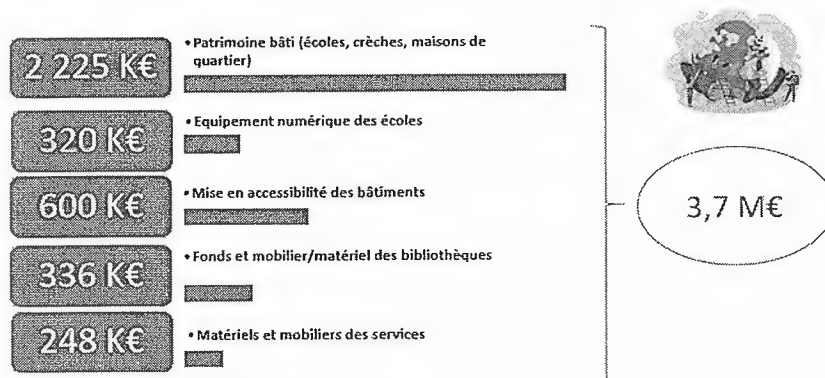 2 225 K€
• Patrimoine bâti (écoles, crèches, maisons de
quartier)
320 K€
• Equipement numérique des écoles
600 K€
• Mise en accessibilité des bâtiments
336 K€
• Fonds et mobilier/matériel des bibliothèques
248 K€
• Matériels et mobiliers des services
3,7 M€